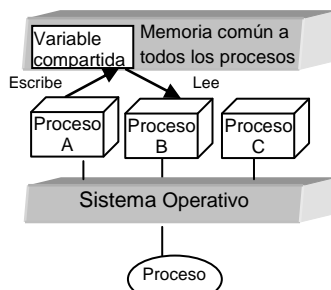 Variable
compartida
Memoria común a
todos los procesos
Escribe
Lee
Proceso
A
Proceso
B
Proceso
C
Sistema Operativo
Proceso